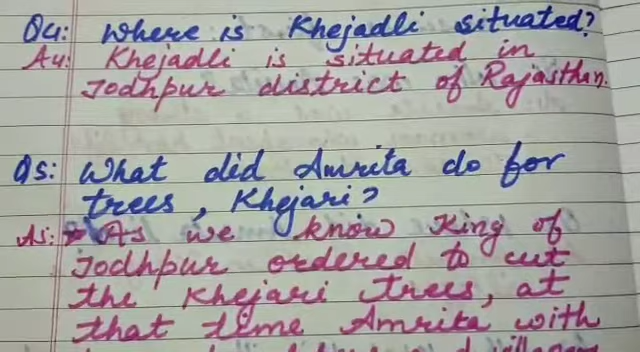 Q4: Where is Khejadli situated?
A4: Khejadli is situated in
Jodhpur district of Rajasthan.
Q5: What did Amrita do for
trees, Khejari?
A5: As we know King of
Jodhpur ordered to cut
the Khejari trees, at
that time Amrita with